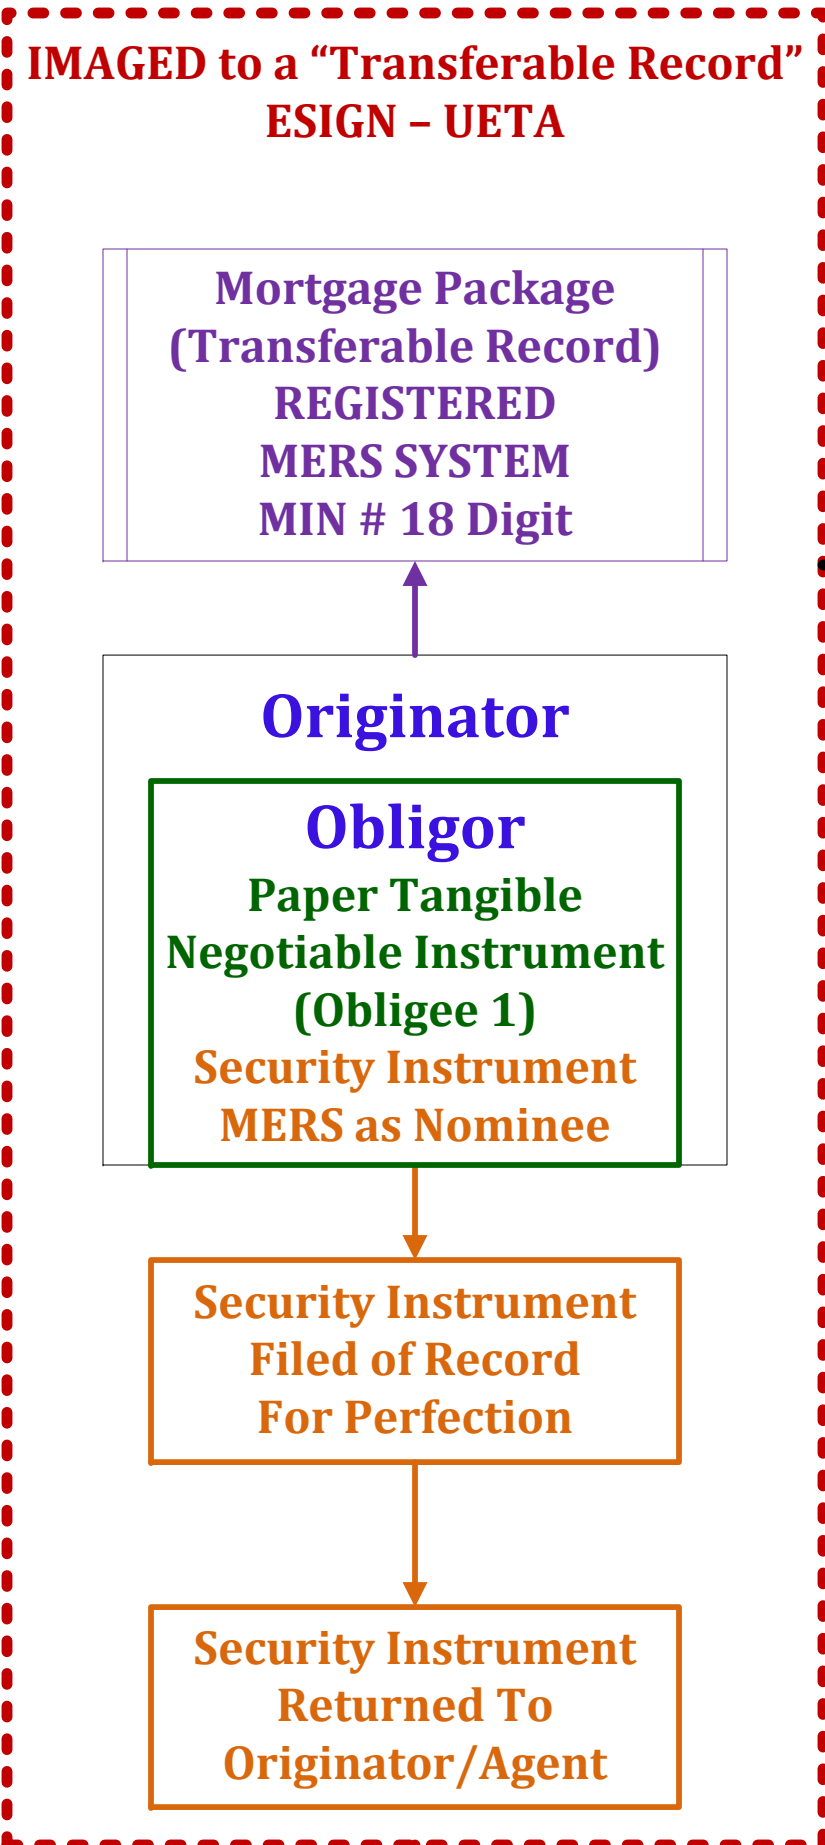 IMAGED to a “Transferable Record”
ESIGN – UETA
Mortgage Package
(Transferable Record)
REGISTERED
MERS SYSTEM
MIN # 18 Digit
Originator
Obligor
Paper Tangible
Negotiable Instrument
(Obligee 1)
Security Instrument
MERS as Nominee
Security Instrument
Filed of Record
For Perfection
Security Instrument
Returned To
Originator/Agent